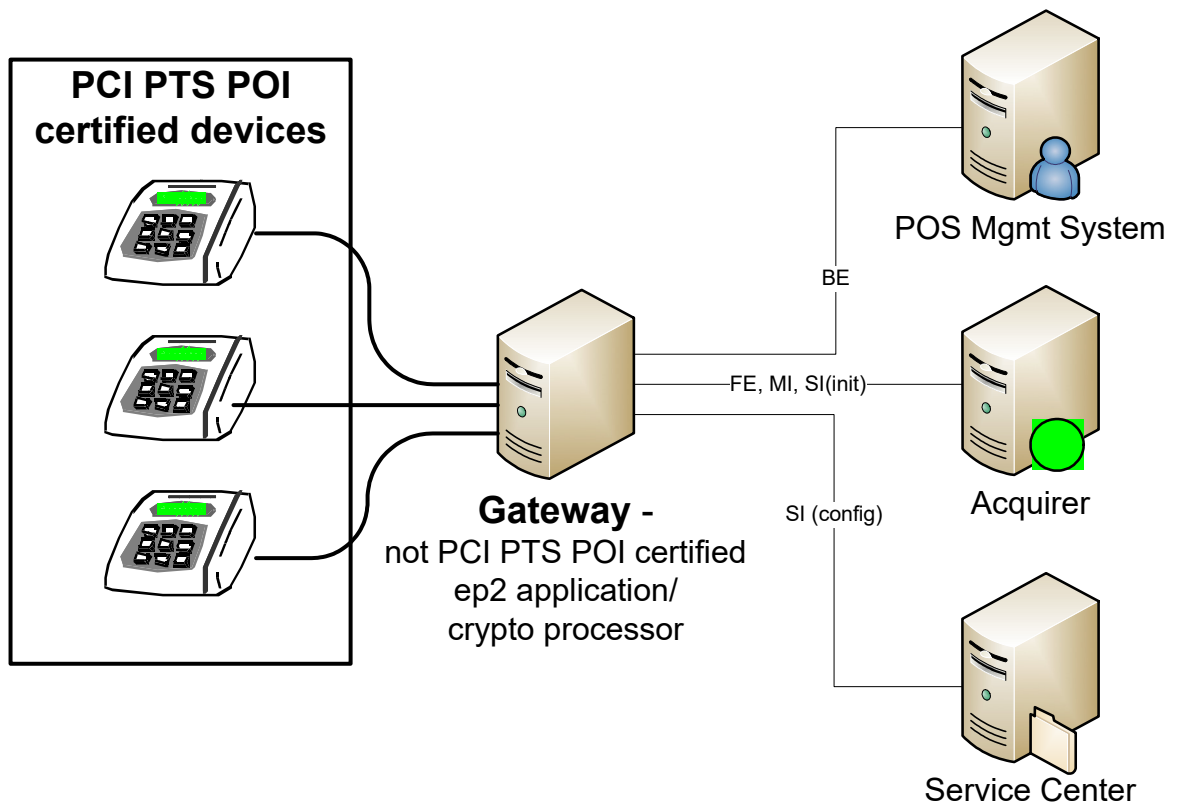 PCI PTS POI
certified devices
POS Mgmt System
BE
FE, MI, SI(init)
Acquirer
Gateway -
not PCI PTS POI certified
ep2 application/
crypto processor
SI (config)
Service Center